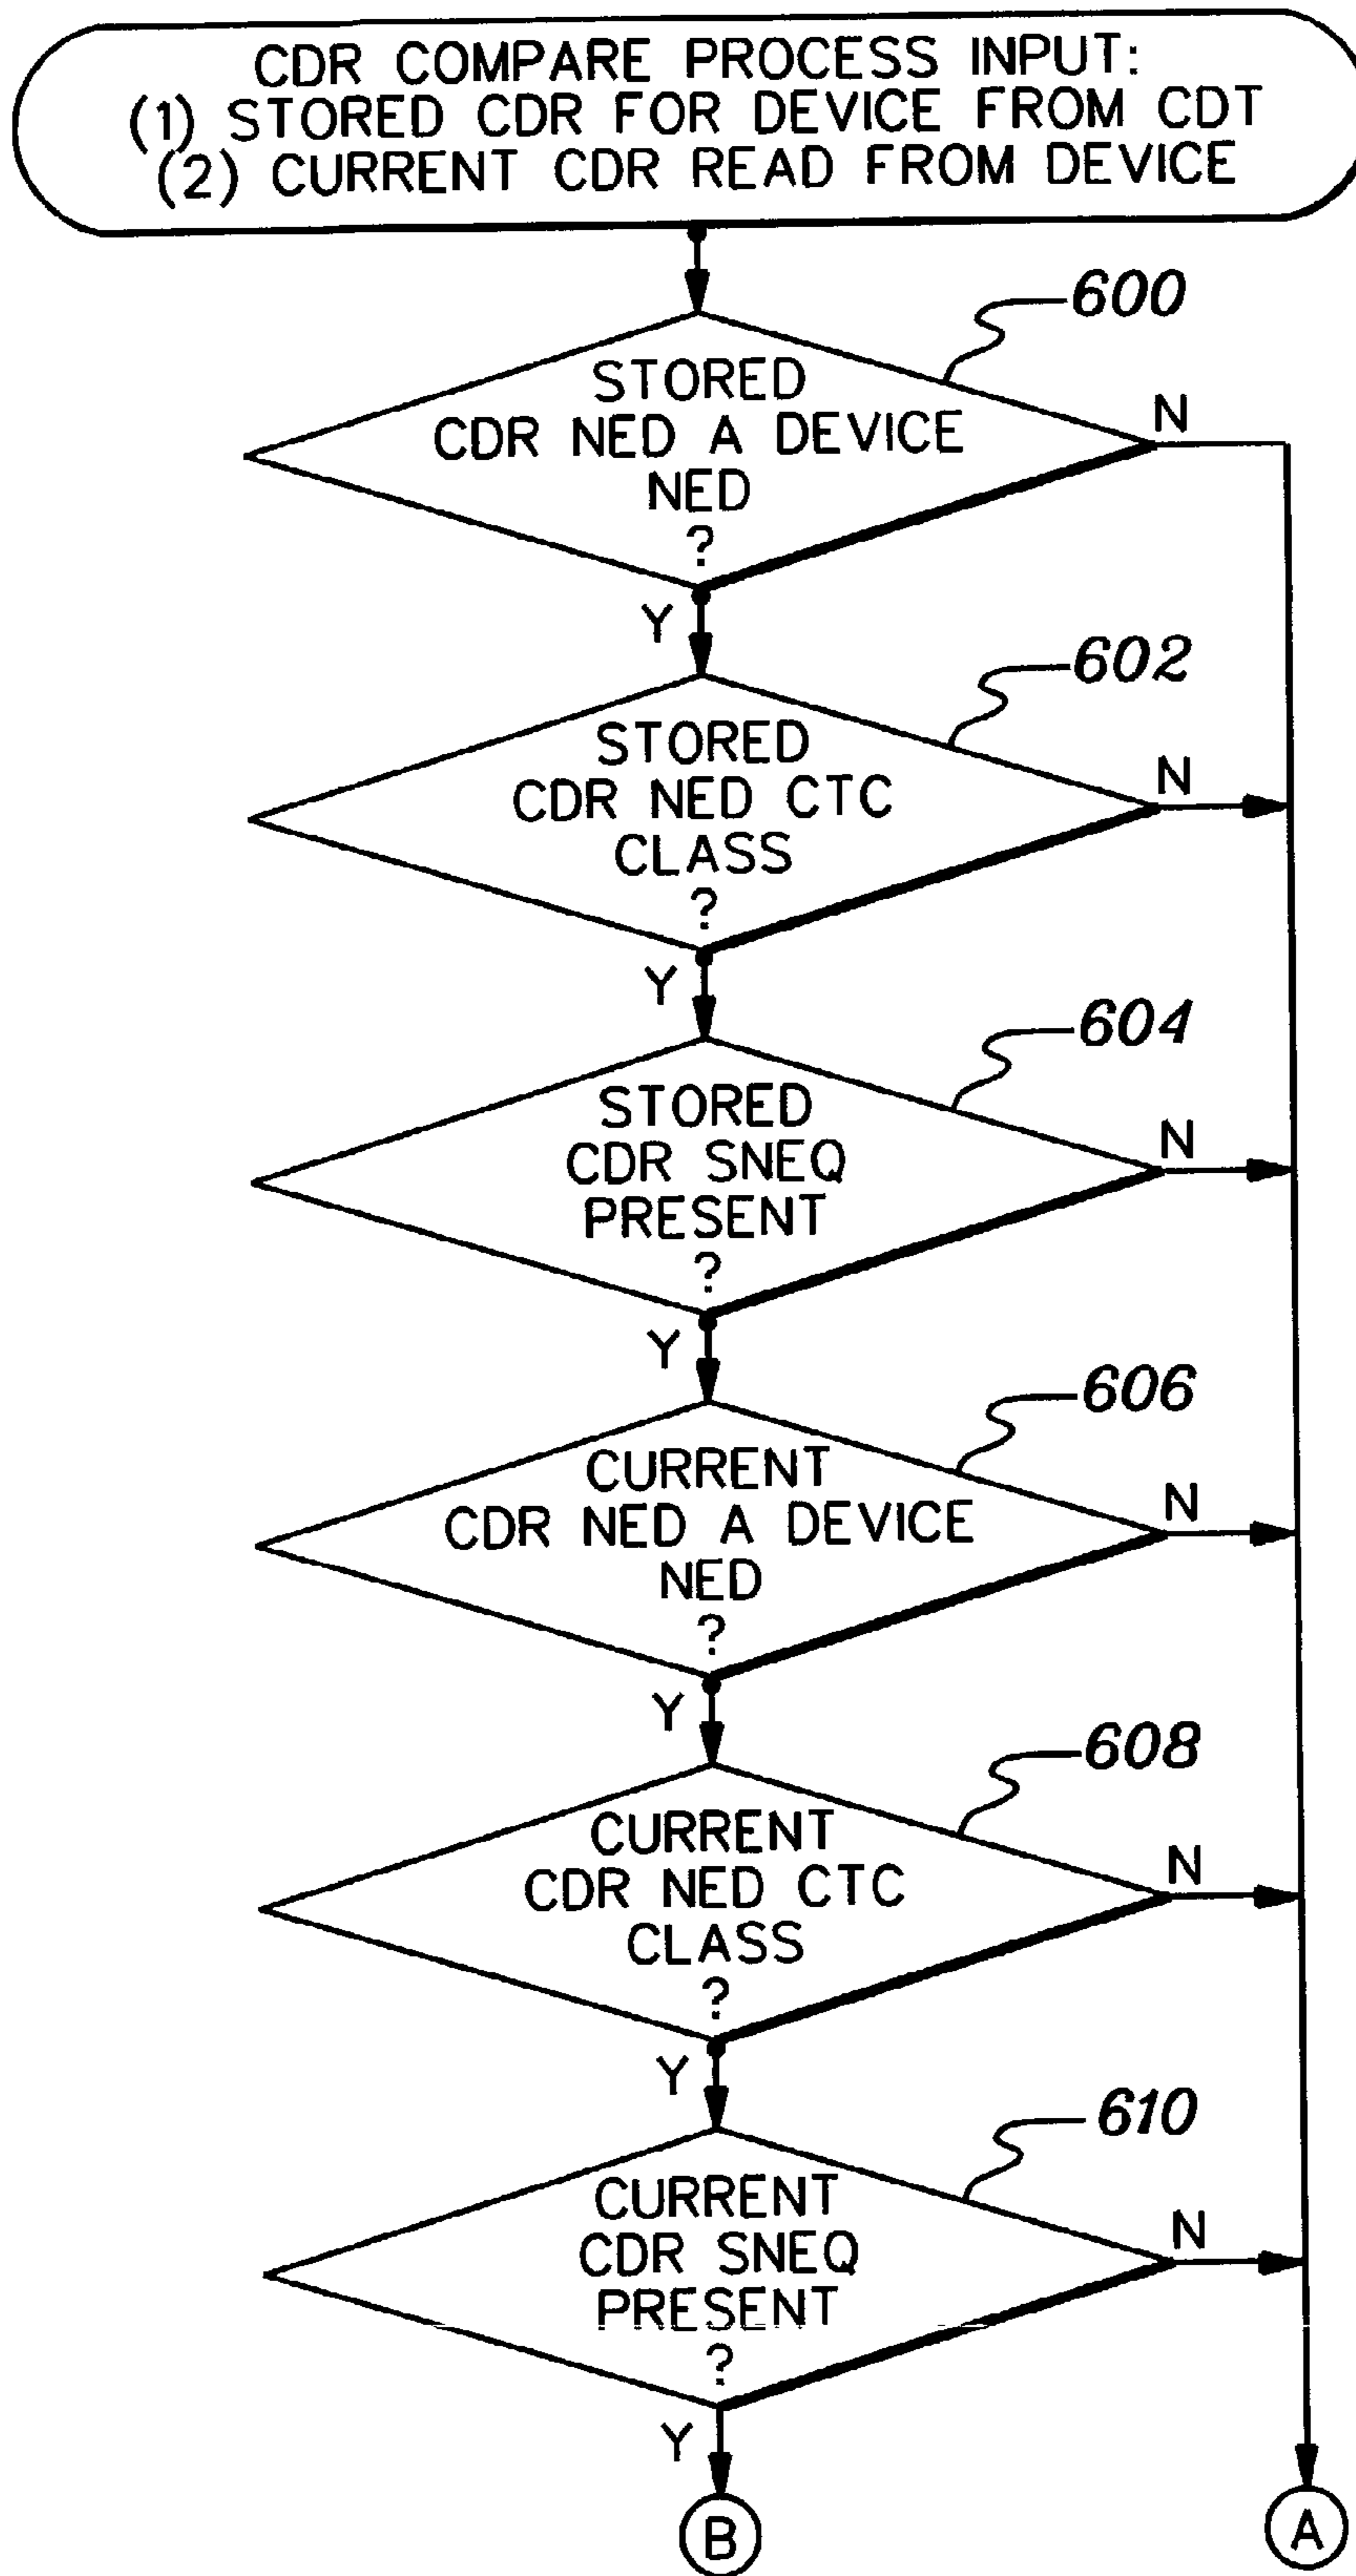 CDR COMPARE PROCESS INPUT:
(1) STORED CDR FOR DEVICE FROM CDT
(2) CURRENT CDR READ FROM DEVICE
600
STORED
CDR NED A DEVICE
NED
?
N
Y
602
STORED
CDR NED CTC
CLASS
?
N
Y
604
STORED
CDR SNEQ
PRESENT
?
N
Y
606
CURRENT
CDR NED A DEVICE
NED
?
N
Y
608
CURRENT
CDR NED CTC
CLASS
?
N
Y
610
CURRENT
CDR SNEQ
PRESENT
?
N
Y
B
A